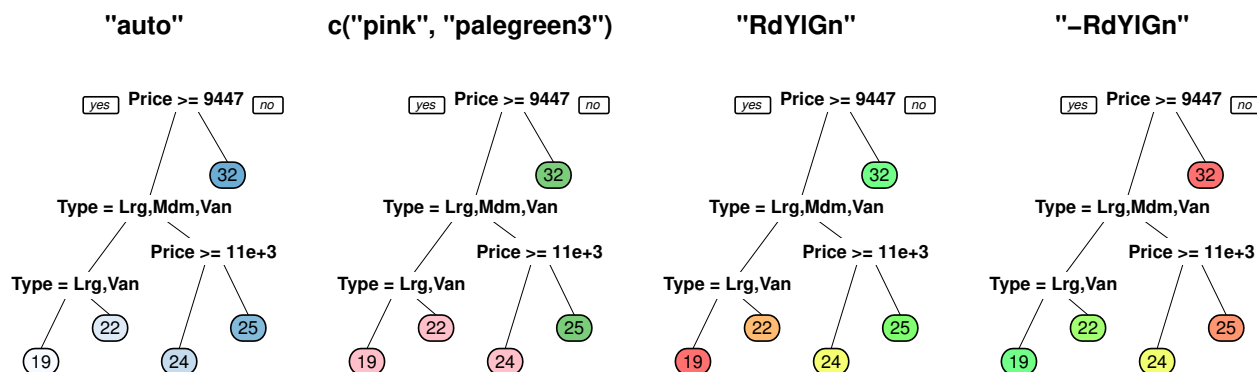 "auto" c("pink", "palegreen3") "RdYlGn" "−RdYlGn"
yes Price >= 9447 no yes Price >= 9447 no yes Price >= 9447 no yes Price >= 9447 no
32 32 32 32
Type = Lrg,Mdm,Van Type = Lrg,Mdm,Van Type = Lrg,Mdm,Van Type = Lrg,Mdm,Van
Price >= 11e+3 Price >= 11e+3 Price >= 11e+3 Price >= 11e+3
Type = Lrg,Van Type = Lrg,Van Type = Lrg,Van Type = Lrg,Van
22 25 22 25 22 25 22 25
19 24 19 24 19 24 19 24